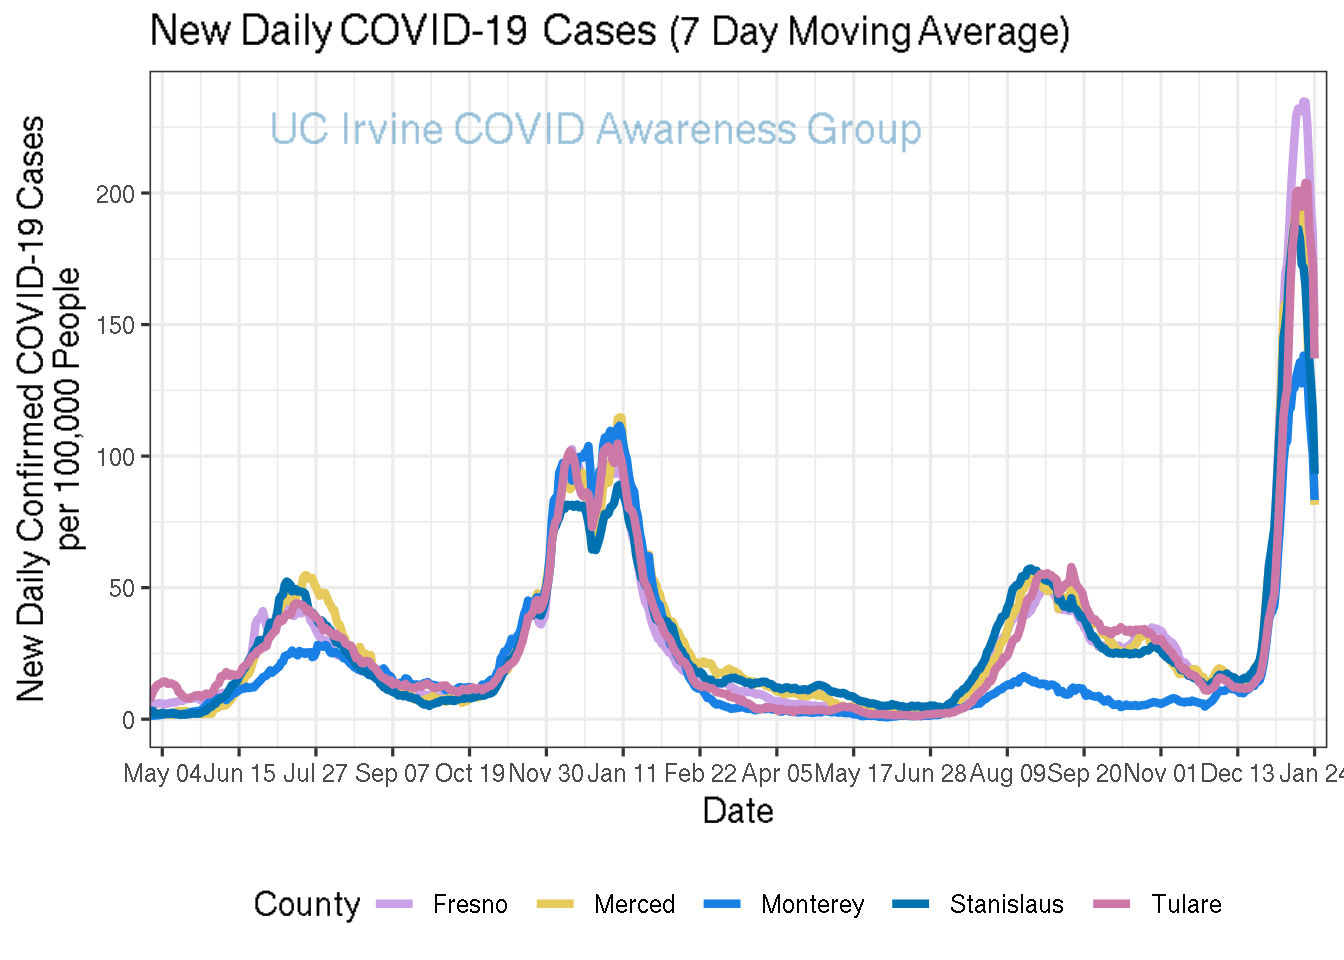 New Daily COVID-19 Cases (7 Day Moving Average)
UC Irvine COVID Awareness Group
New Daily Confirmed COVID-19 Cases
per 100,000 People
200
150
100
50
0
May 04 Jun 15 Jul 27 Sep 07 Oct 19 Nov 30 Jan 11 Feb 22 Apr 05 May 17 Jun 28 Aug 09 Sep 20 Nov 01 Dec 13 Jan 24
Date
County Fresno Merced Monterey Stanislaus Tulare